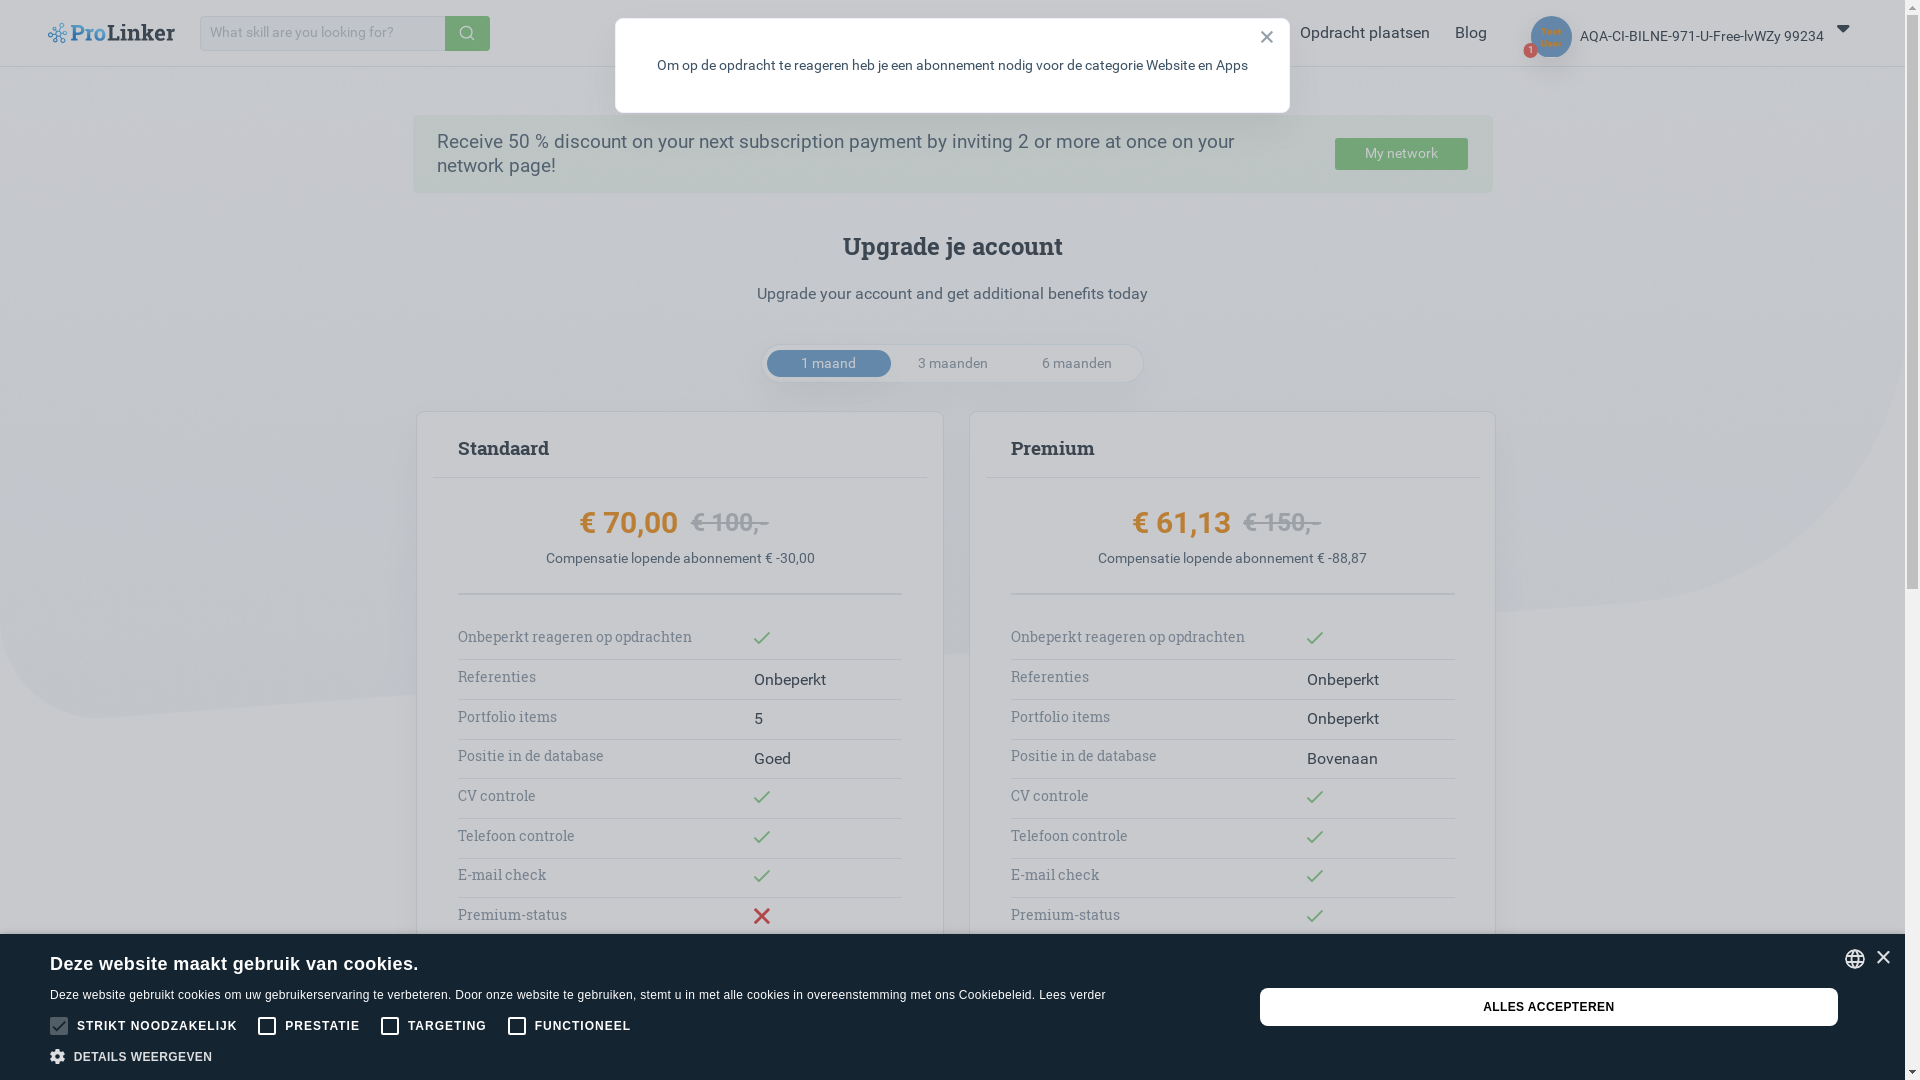 ProLinker
What skill are you looking for?
Opdracht plaatsen
Blog
1
AQA-CI-BILNE-971-U-Free-lvWZy 99234
Om op de opdracht te reageren heb je een abonnement nodig voor de categorie Website en Apps
Receive 50 % discount on your next subscription payment by inviting 2 or more at once on your
network page!
My network
Upgrade je account
Upgrade your account and get additional benefits today
1 maand
3 maanden
6 maanden
Standaard
€ 70,00 € 100,-
Compensatie lopende abonnement € -30,00
Onbeperkt reageren op opdrachten
Referenties Onbeperkt
Portfolio items 5
Positie in de database Goed
CV controle
Telefoon controle
E-mail check
Premium-status
Premium
€ 61,13 € 150,-
Compensatie lopende abonnement € -88,87
Onbeperkt reageren op opdrachten
Referenties Onbeperkt
Portfolio items Onbeperkt
Positie in de database Bovenaan
CV controle
Telefoon controle
E-mail check
Premium-status
Deze website maakt gebruik van cookies.
Deze website gebruikt cookies om uw gebruikerservaring te verbeteren. Door onze website te gebruiken, stemt u in met alle cookies in overeenstemming met ons Cookiebeleid. Lees verder
STRIKT NOODZAKELIJK
PRESTATIE
TARGETING
FUNCTIONEEL
DETAILS WEERGEVEN
ALLES ACCEPTEREN